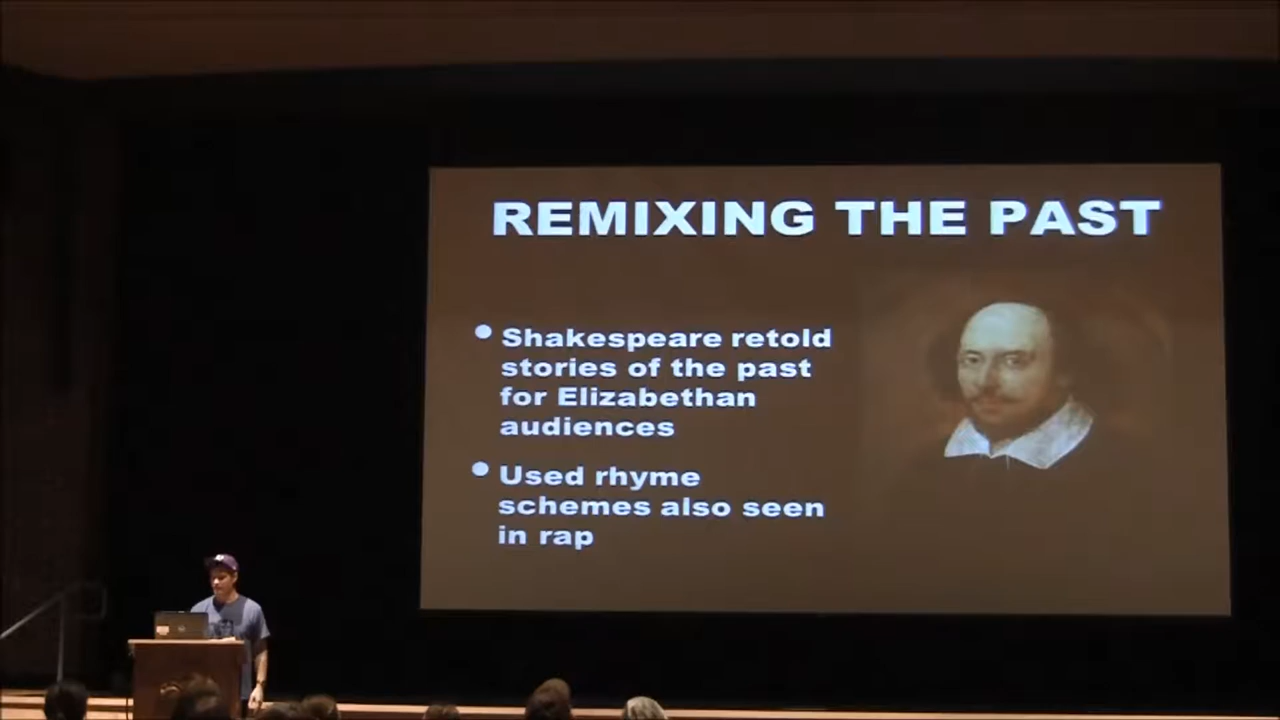 REMIXING THE PAST
• Shakespeare retold
stories of the past
for Elizabethan
audiences
• Used rhyme
schemes also seen
in rap